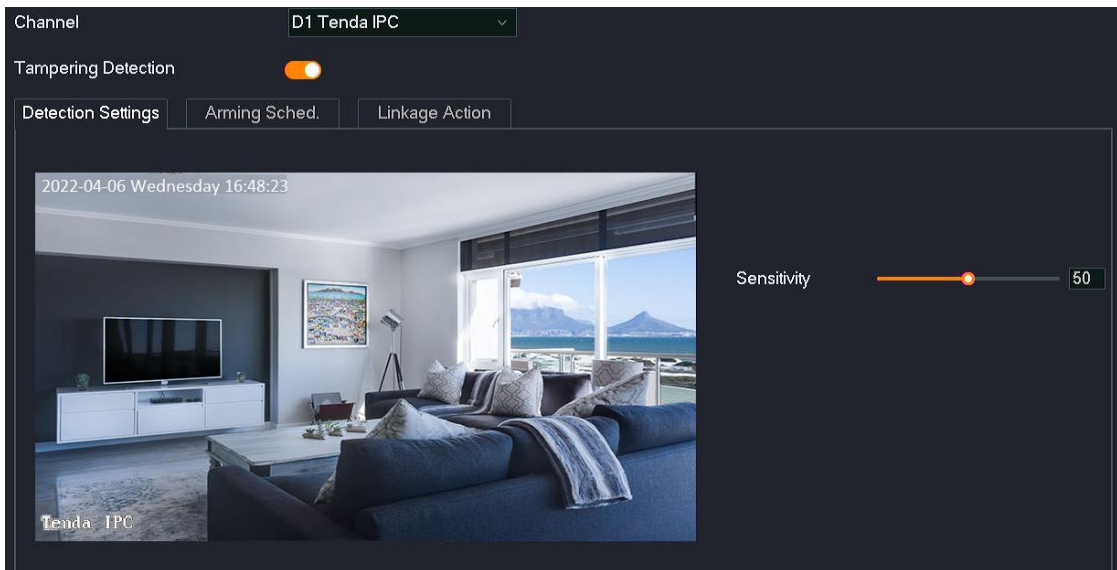 Channel D1 Tenda IPC
Tampering Detection
Detection Settings Arming Sched. Linkage Action
2022-04-06 Wednesday 16:48:23
Sensitivity 50
Tenda IPC